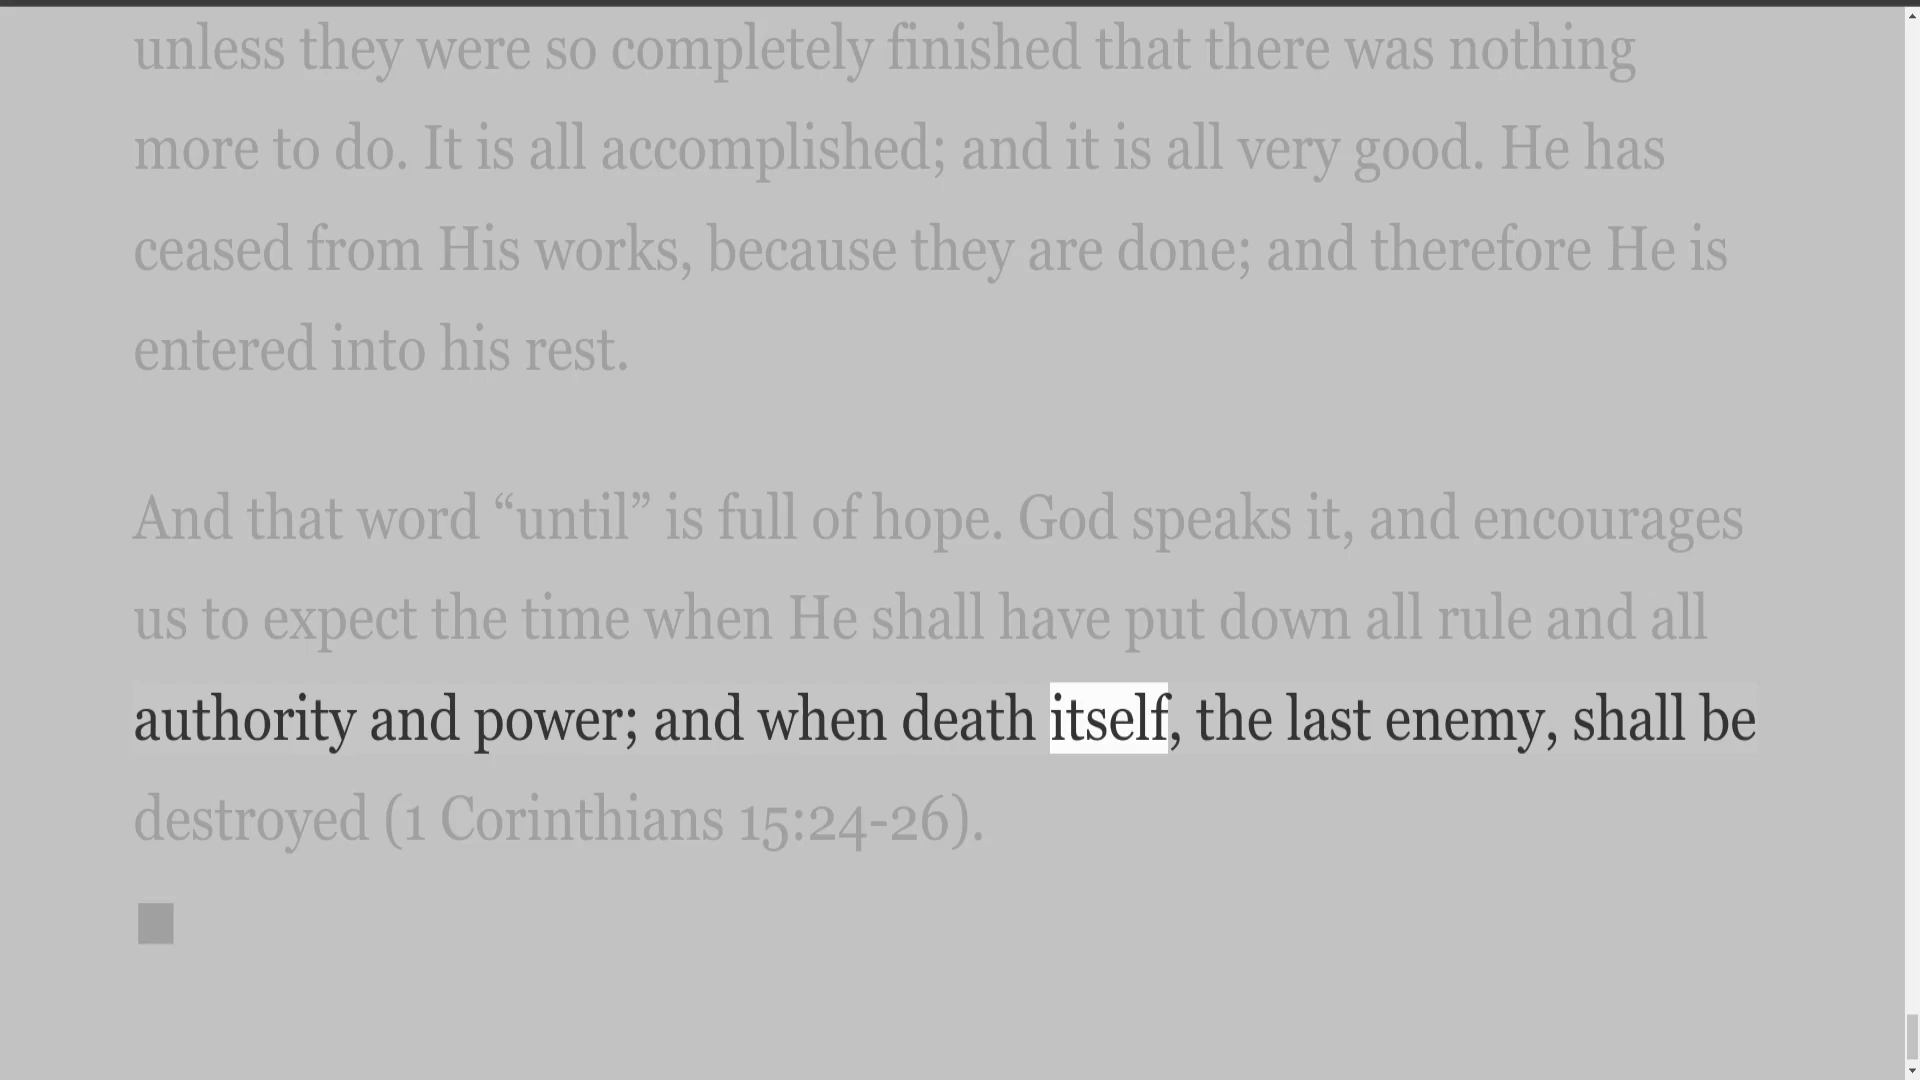 unless they were so completely finished that there was nothing
more to do. It is all accomplished; and it is all very good. He has
ceased from His works, because they are done; and therefore He is
entered into his rest.
And that word “until” is full of hope. God speaks it, and encourages
us to expect the time when He shall have put down all rule and all
authority and power; and when death itself, the last enemy, shall be
destroyed (1 Corinthians 15:24-26).